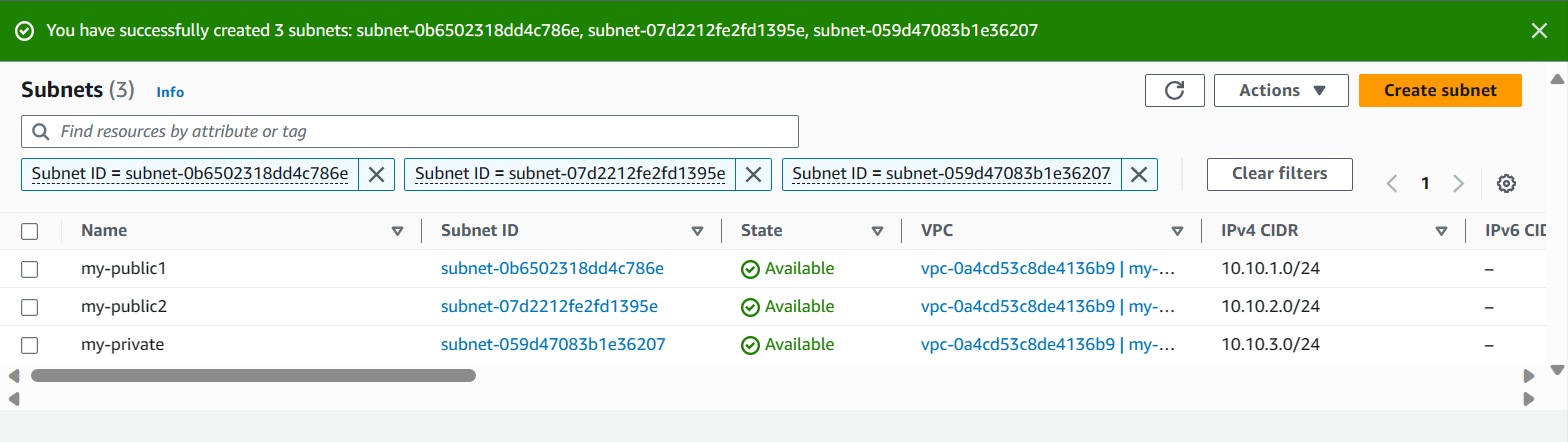 You have successfully created 3 subnets: subnet-0b6502318dd4c786e, subnet-07d2212fe2fd1395e, subnet-059d47083b1e36207
Subnets (3) Info
Actions
Create subnet
Find resources by attribute or tag
Subnet ID = subnet-0b6502318dd4c786e
Subnet ID = subnet-07d2212fe2fd1395e
Subnet ID = subnet-059d47083b1e36207
Clear filters
1
Name Subnet ID State VPC IPv4 CIDR IPv6 CID
my-public1 subnet-0b6502318dd4c786e Available vpc-0a4cd53c8de4136b9 | my-... 10.10.1.0/24 –
my-public2 subnet-07d2212fe2fd1395e Available vpc-0a4cd53c8de4136b9 | my-... 10.10.2.0/24 –
my-private subnet-059d47083b1e36207 Available vpc-0a4cd53c8de4136b9 | my-... 10.10.3.0/24 –